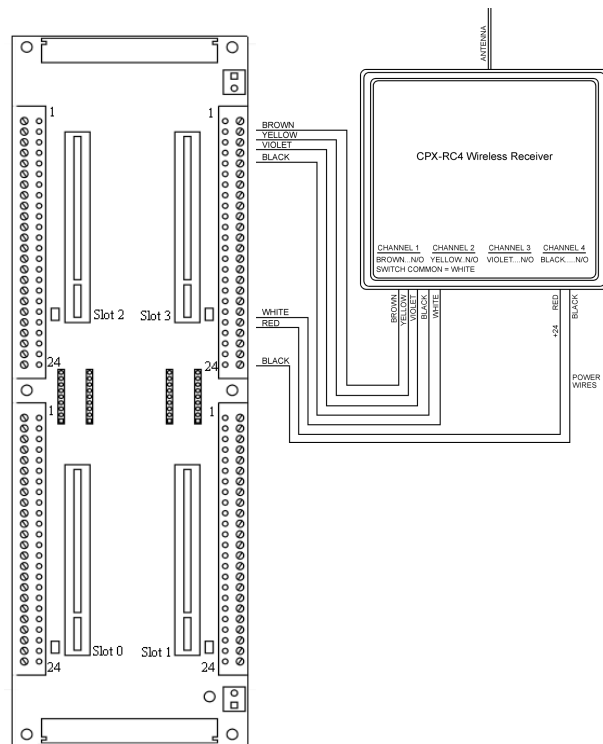 ANTENNA
1 1
BROWN
YELLOW
VIOLET
BLACK
CPX-RC4 Wireless Receiver
CHANNEL 1 CHANNEL 2 CHANNEL 3 CHANNEL 4
BROWN...N/O YELLOW..N/O VIOLET....N/O BLACK.....N/O
SWITCH COMMON = WHITE
Slot 2 Slot 3
WHITE
RED
BROWN
YELLOW
VIOLET
BLACK
WHITE
+24 RED
BLACK
24 24
BLACK
POWER
WIRES
1 1
Slot 0 Slot 1
24 24